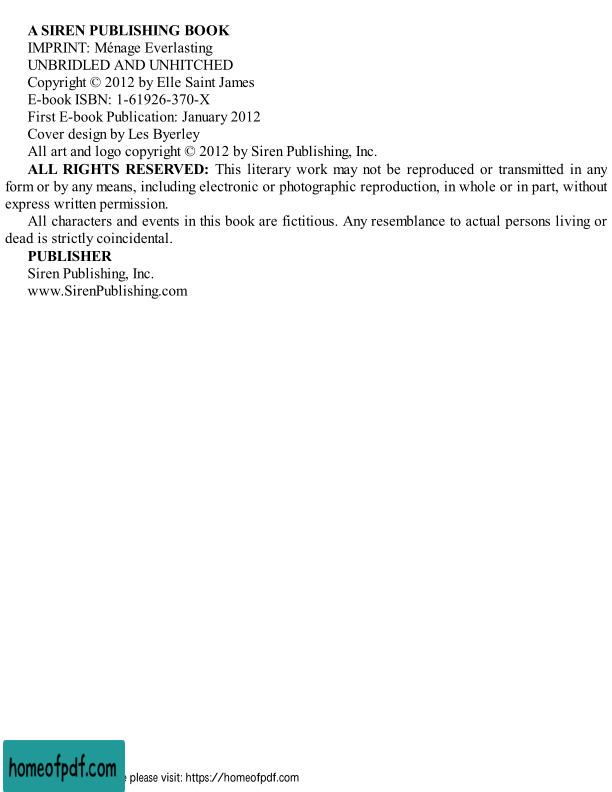 A SIREN PUBLISHING BOOK
IMPRINT: Ménage Everlasting
UNBRIDLED AND UNHITCHED
Copyright © 2012 by Elle Saint James
E-book ISBN: 1-61926-370-X
First E-book Publication: January 2012
Cover design by Les Byerley
All art and logo copyright © 2012 by Siren Publishing, Inc.
ALL RIGHTS RESERVED: This literary work may not be reproduced or transmitted in any
form or by any means, including electronic or photographic reproduction, in whole or in part, without
express written permission.
All characters and events in this book are fictitious. Any resemblance to actual persons living or
dead is strictly coincidental.
PUBLISHER
Siren Publishing, Inc.
www.SirenPublishing.com
homeofpdf.com
please visit: https://homeofpdf.com